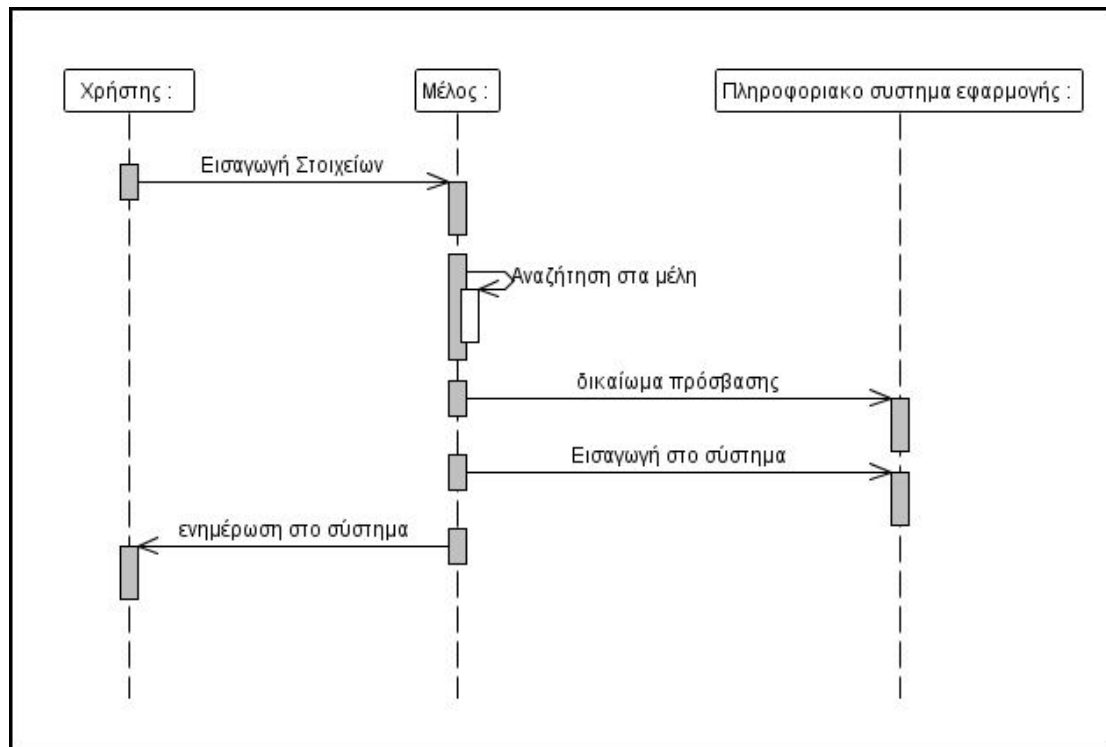 Χρήστης :
Μέλος :
Πληροφοριακο συστημα εφαρμογής :
Εισαγωγή Στοιχείων
Αναζήτηση στα μέλη
δικαίωμα πρόσβασης
Εισαγωγή στο σύστημα
ενημέρωση στο σύστημα